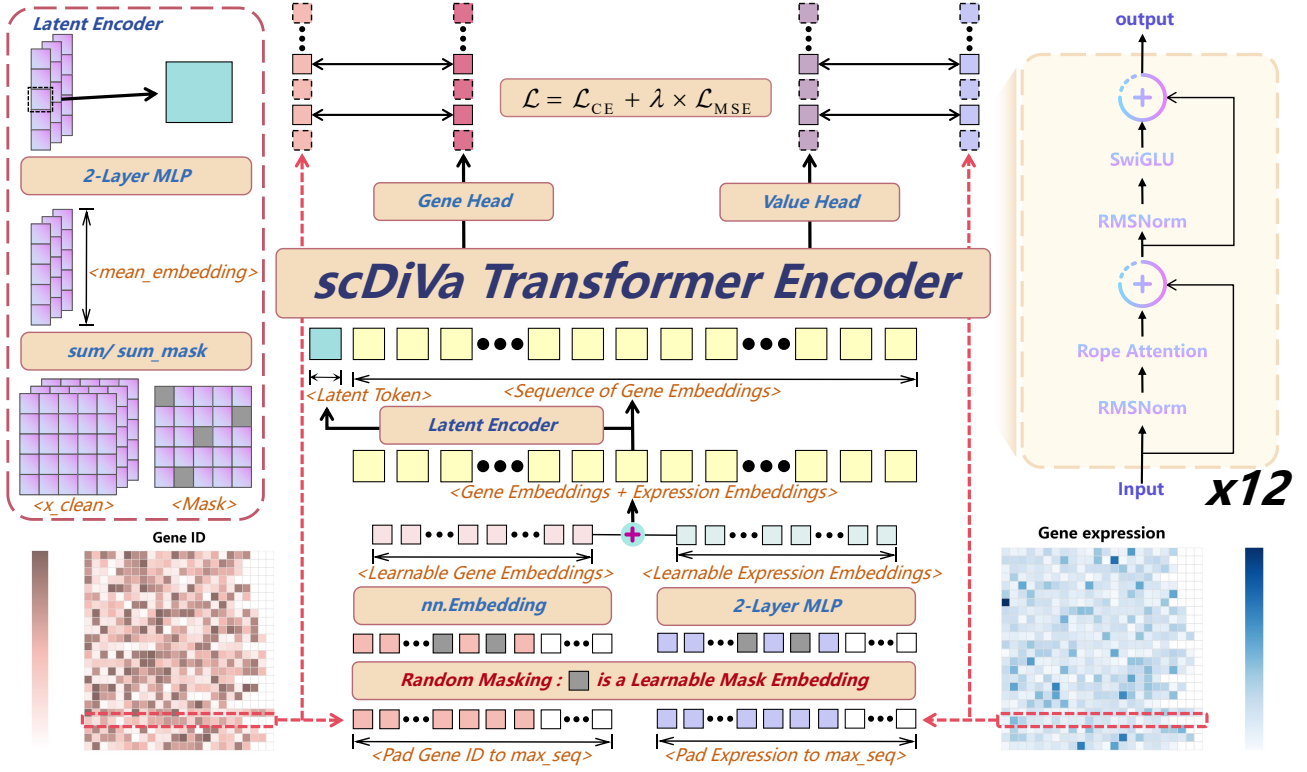 Latent Encoder
2-Layer MLP
<mean_embedding>
sum/ sum_mask
<x_clean>
<Mask>
ℒ = ℒ_CE + λ × ℒ_MSE
Gene Head
Value Head
scDiVa Transformer Encoder
<Latent Token>
<Sequence of Gene Embeddings>
Latent Encoder
<Gene Embeddings + Expression Embeddings>
<Learnable Gene Embeddings>
<Learnable Expression Embeddings>
nn.Embedding
2-Layer MLP
Random Masking : is a Learnable Mask Embedding
<Pad Gene ID to max_seq>
<Pad Expression to max_seq>
Gene ID
Gene expression
output
SwiGLU
RMSNorm
Rope Attention
RMSNorm
Input
x12